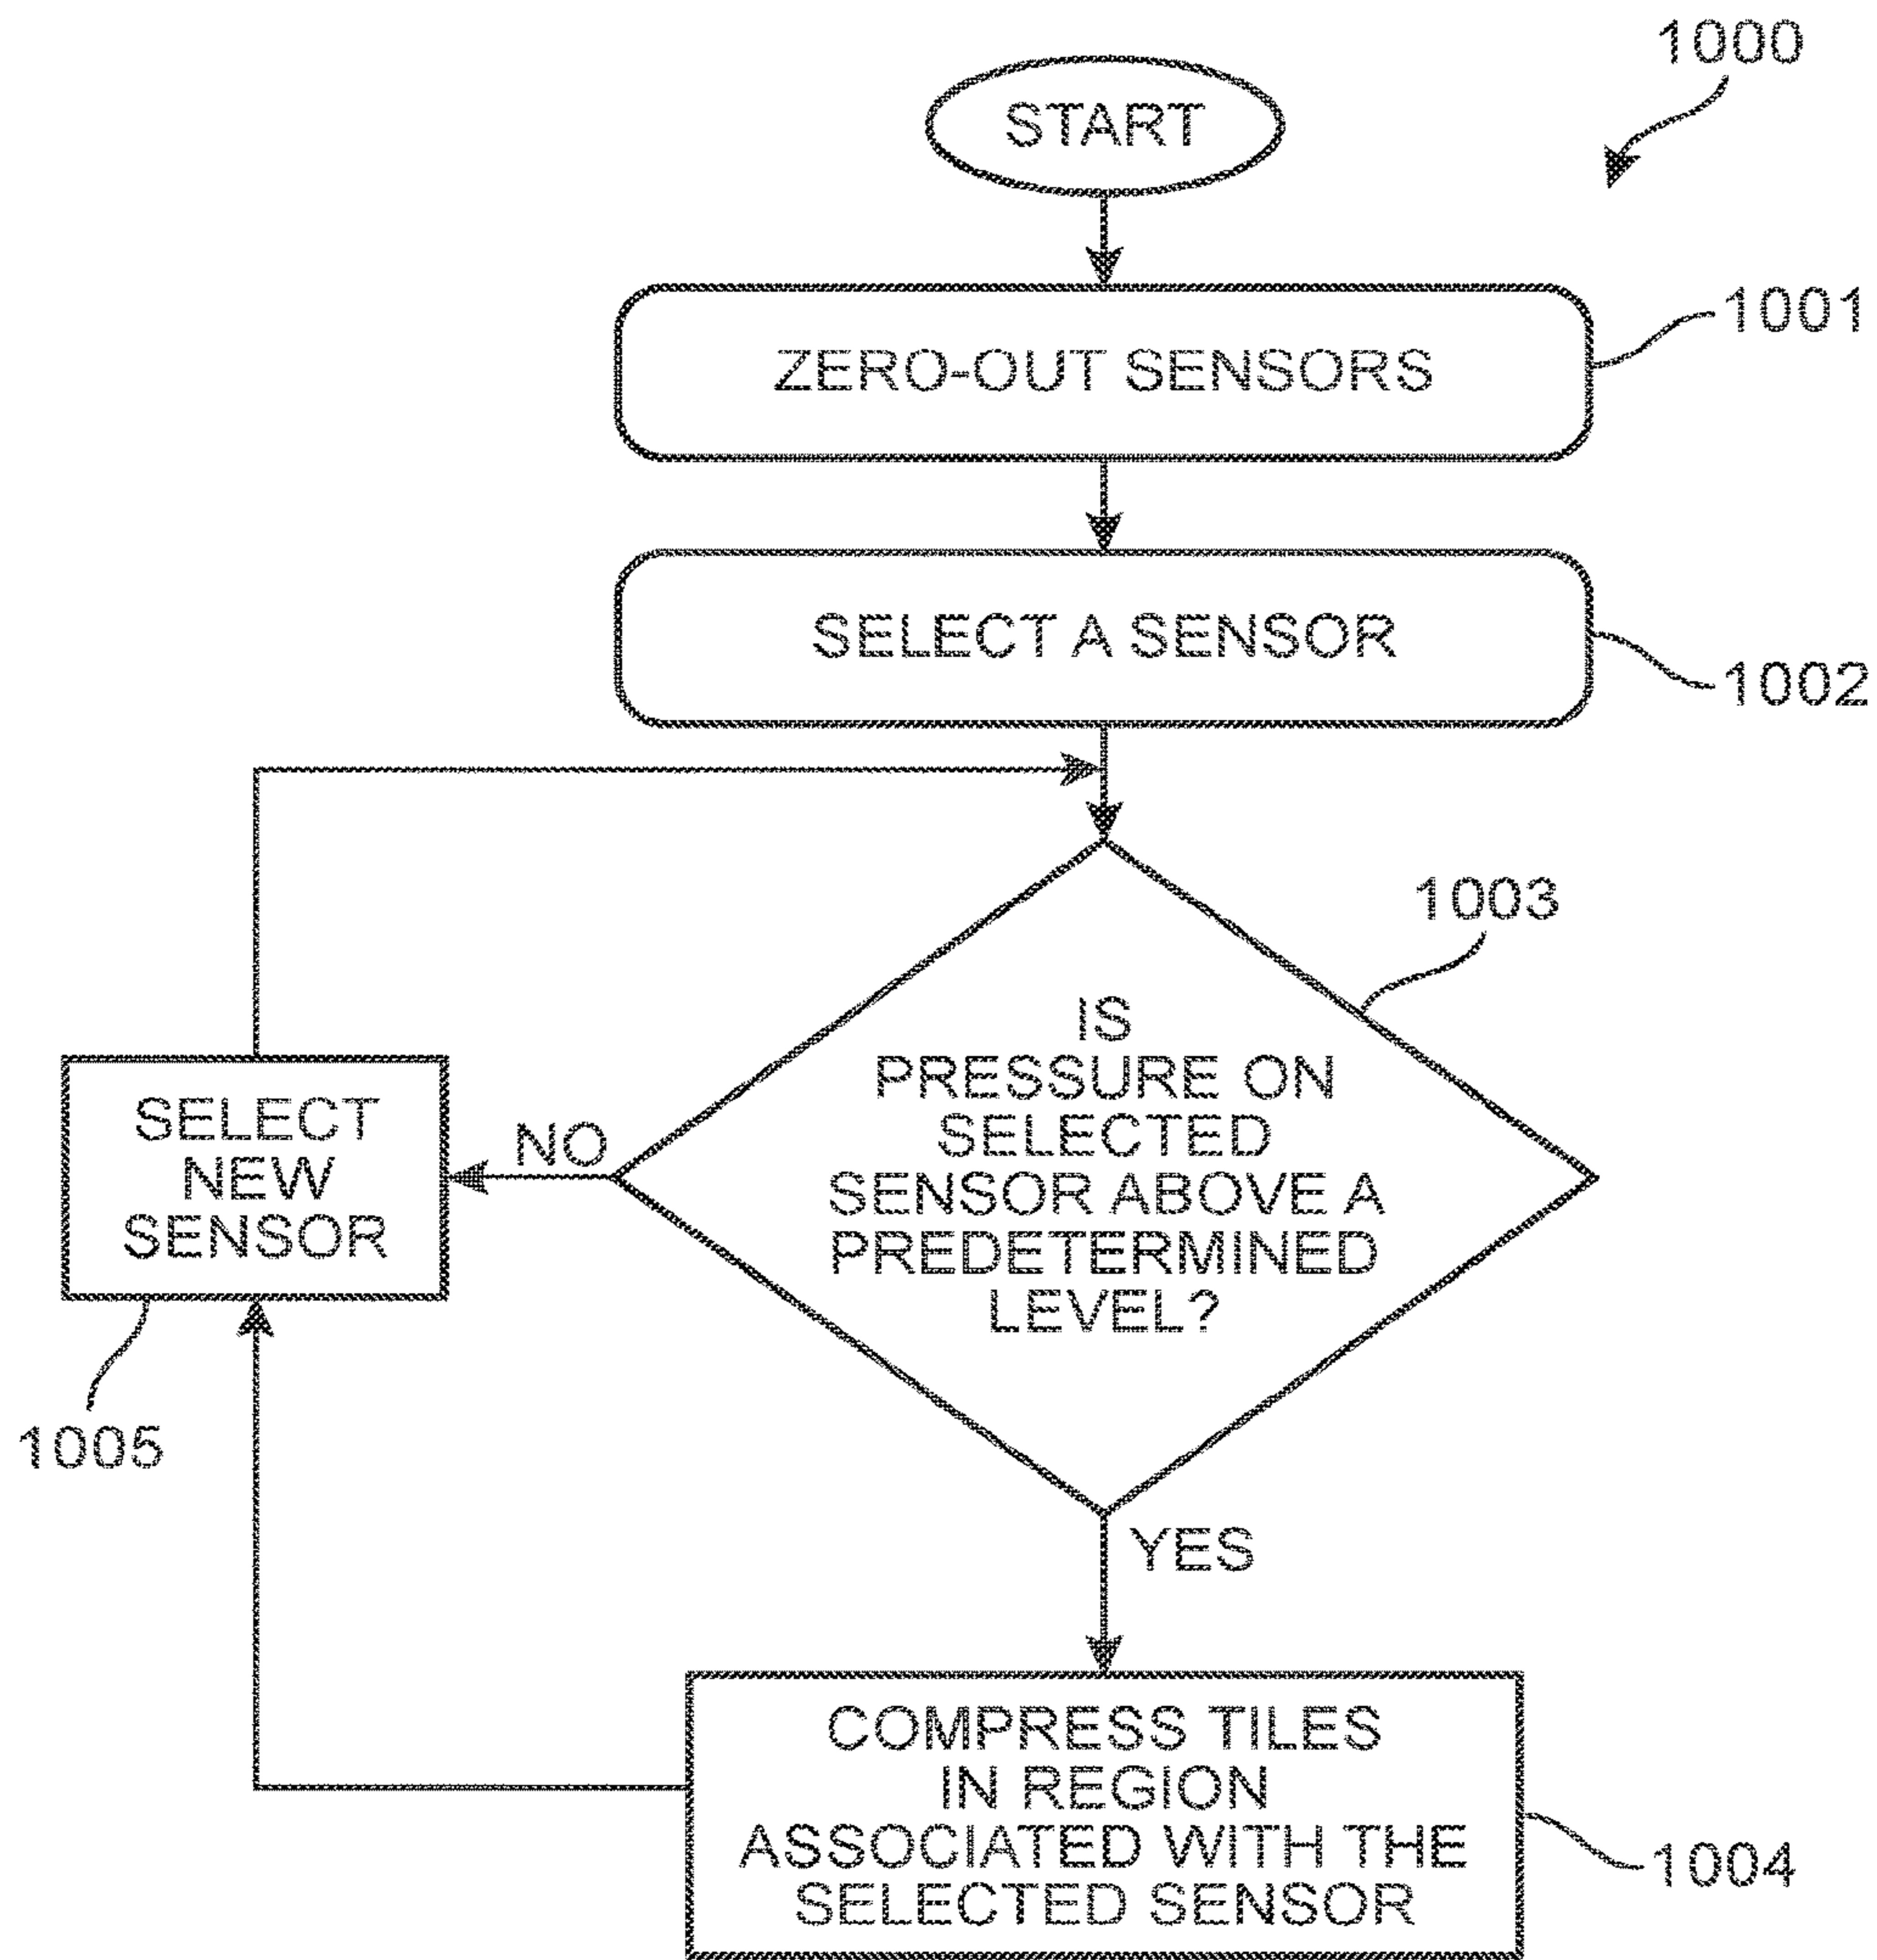 1000
START
ZERO-OUT SENSORS
1001
SELECT A SENSOR
1002
1003
IS
PRESSURE ON
SELECTED
SENSOR ABOVE A
PREDETERMINED
LEVEL?
NO
SELECT
NEW
SENSOR
1005
YES
COMPRESS TILES
IN REGION
ASSOCIATED WITH THE
SELECTED SENSOR
1004